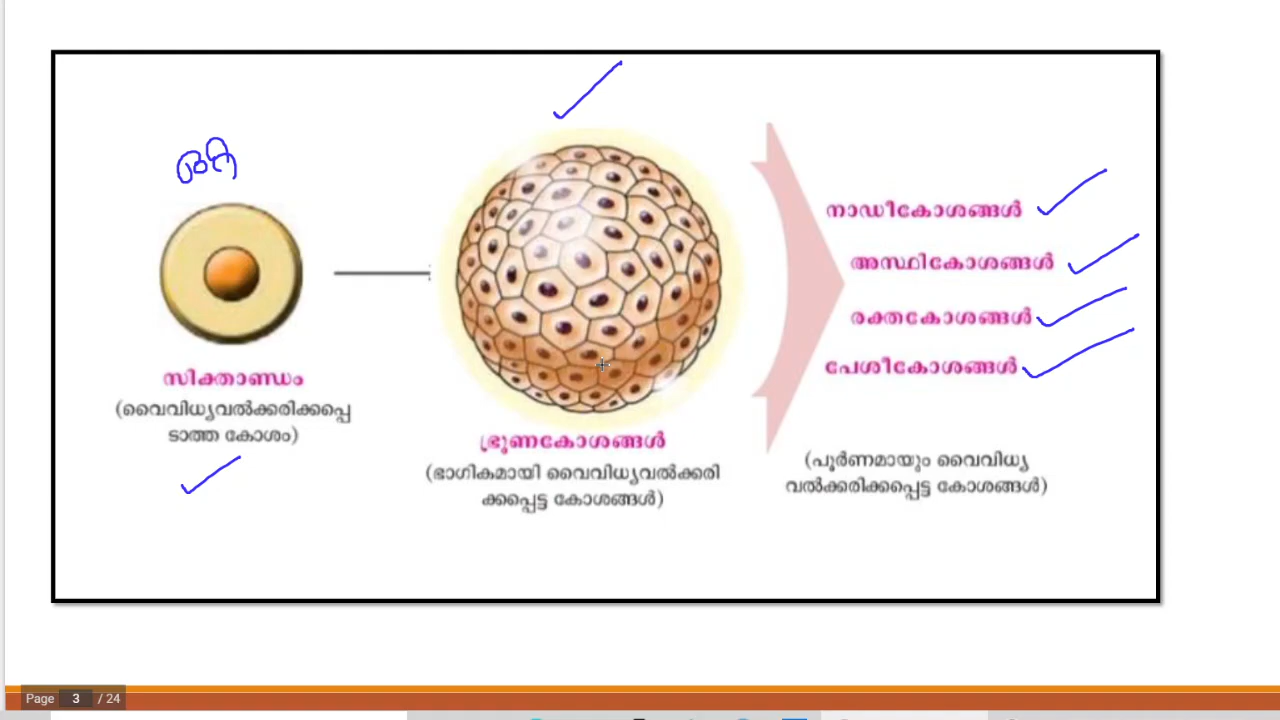 സിക്താണ്ഡം
(വൈവിധ്യവൽക്കരിക്കപ്പെ
ടാത്ത കോശം)
ഭ്രൂണകോശങ്ങൾ
(ഭാഗികമായി വൈവിധ്യവൽക്കരി
ക്കപ്പെട്ട കോശങ്ങൾ)
നാഡീകോശങ്ങൾ
അസ്ഥികോശങ്ങൾ
രക്തകോശങ്ങൾ
പേശീകോശങ്ങൾ
(പൂർണമായും വൈവിധ്യ
വൽക്കരിക്കപ്പെട്ട കോശങ്ങൾ)
Page 3 / 24